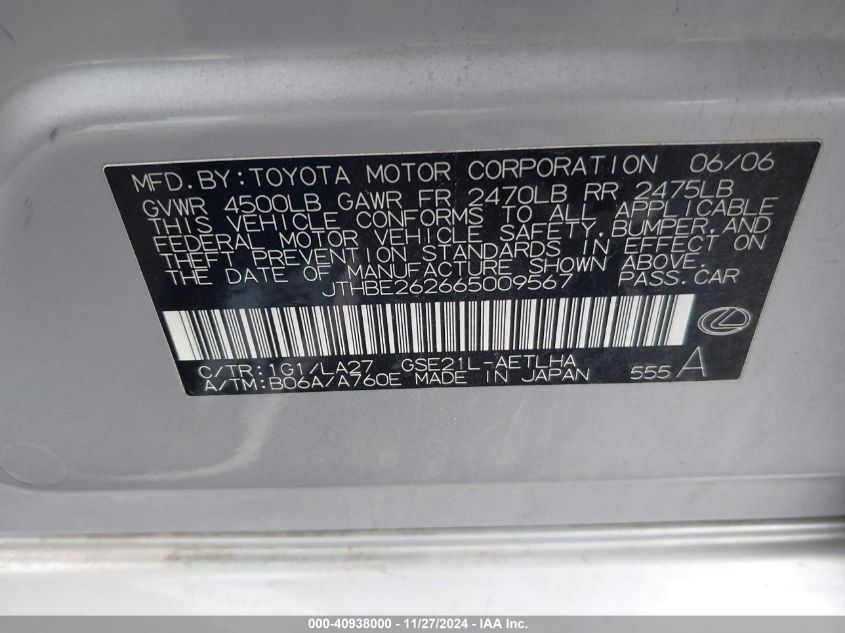 MFD.BY:TOYOTA MOTOR CORPORATION 06/06
GVWR 4500LB GAWR FR 2470LB RR 2475LB
THIS VEHICLE CONFORMS TO ALL APPLICABLE
FEDERAL MOTOR VEHICLE SAFETY,BUMPER,AND
THEFT PREVENTION STANDARDS IN EFFECT ON
THE DATE OF MANUFACTURE SHOWN ABOVE.
JTHBE262665009567 PASS.CAR
C/TR:1G1/LA27 GSE21L-AETLHA
A/TM:B06A/A760E MADE IN JAPAN 555 A
000-40938000 - 11/27/2024 - IAA Inc.